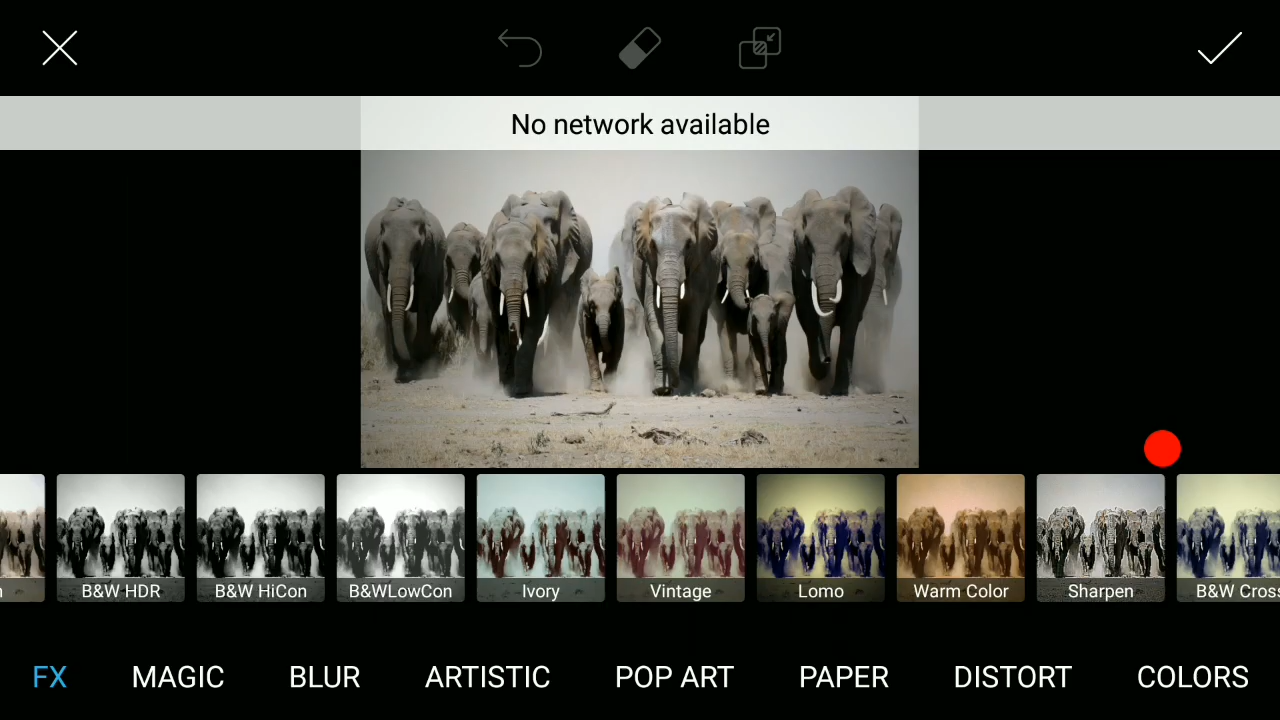 No network available
n
B&W HDR
B&W HiCon
B&WLowCon
Ivory
Vintage
Lomo
Warm Color
Sharpen
B&W Cross
FX
MAGIC
BLUR
ARTISTIC
POP ART
PAPER
DISTORT
COLORS